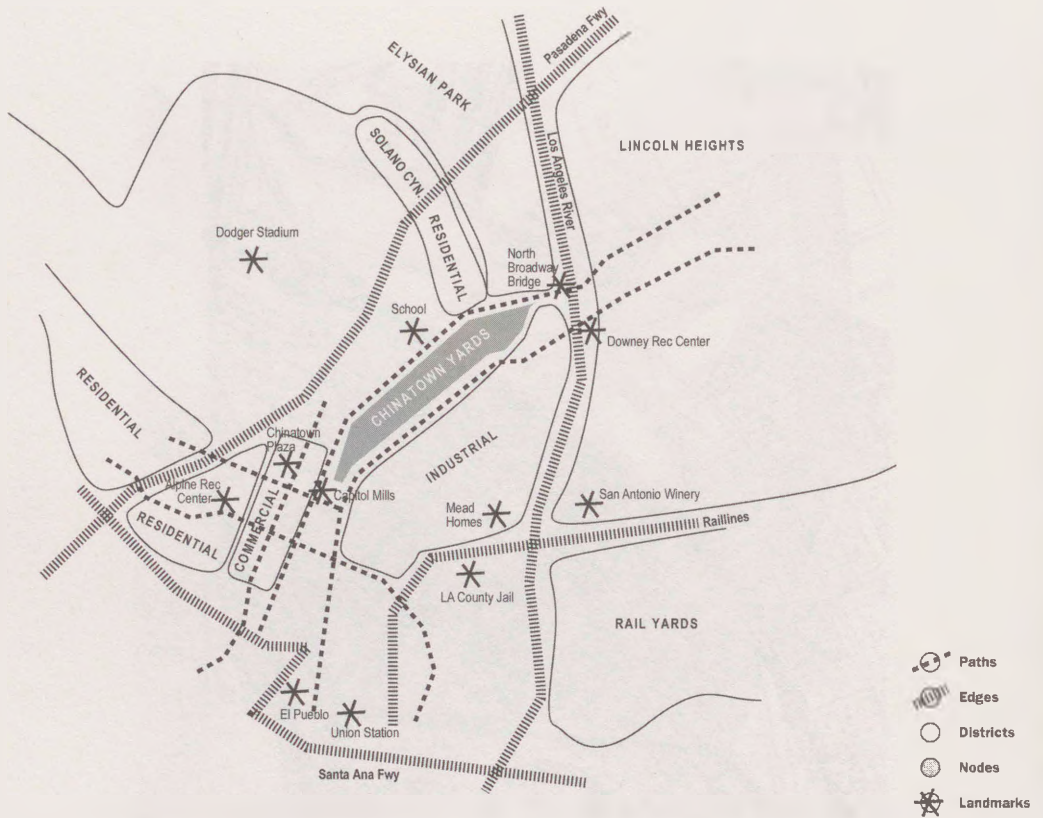 Pasadena Fwy
ELYSIAN PARK
SOLANO CYN.
RESIDENTIAL
LINCOLN HEIGHTS
Los Angeles River
Dodger Stadium
North
Broadway
Bridge
School
Downey Rec Center
CHINATOWN YARDS
RESIDENTIAL
Chinatown
Plaza
INDUSTRIAL
Alpine Rec
Center
Capitol Mills
COMMERCIAL
RESIDENTIAL
Mead
Homes
San Antonio Winery
Raillines
LA County Jail
RAIL YARDS
El Pueblo
Union Station
Santa Ana Fwy
Paths
Edges
Districts
Nodes
Landmarks